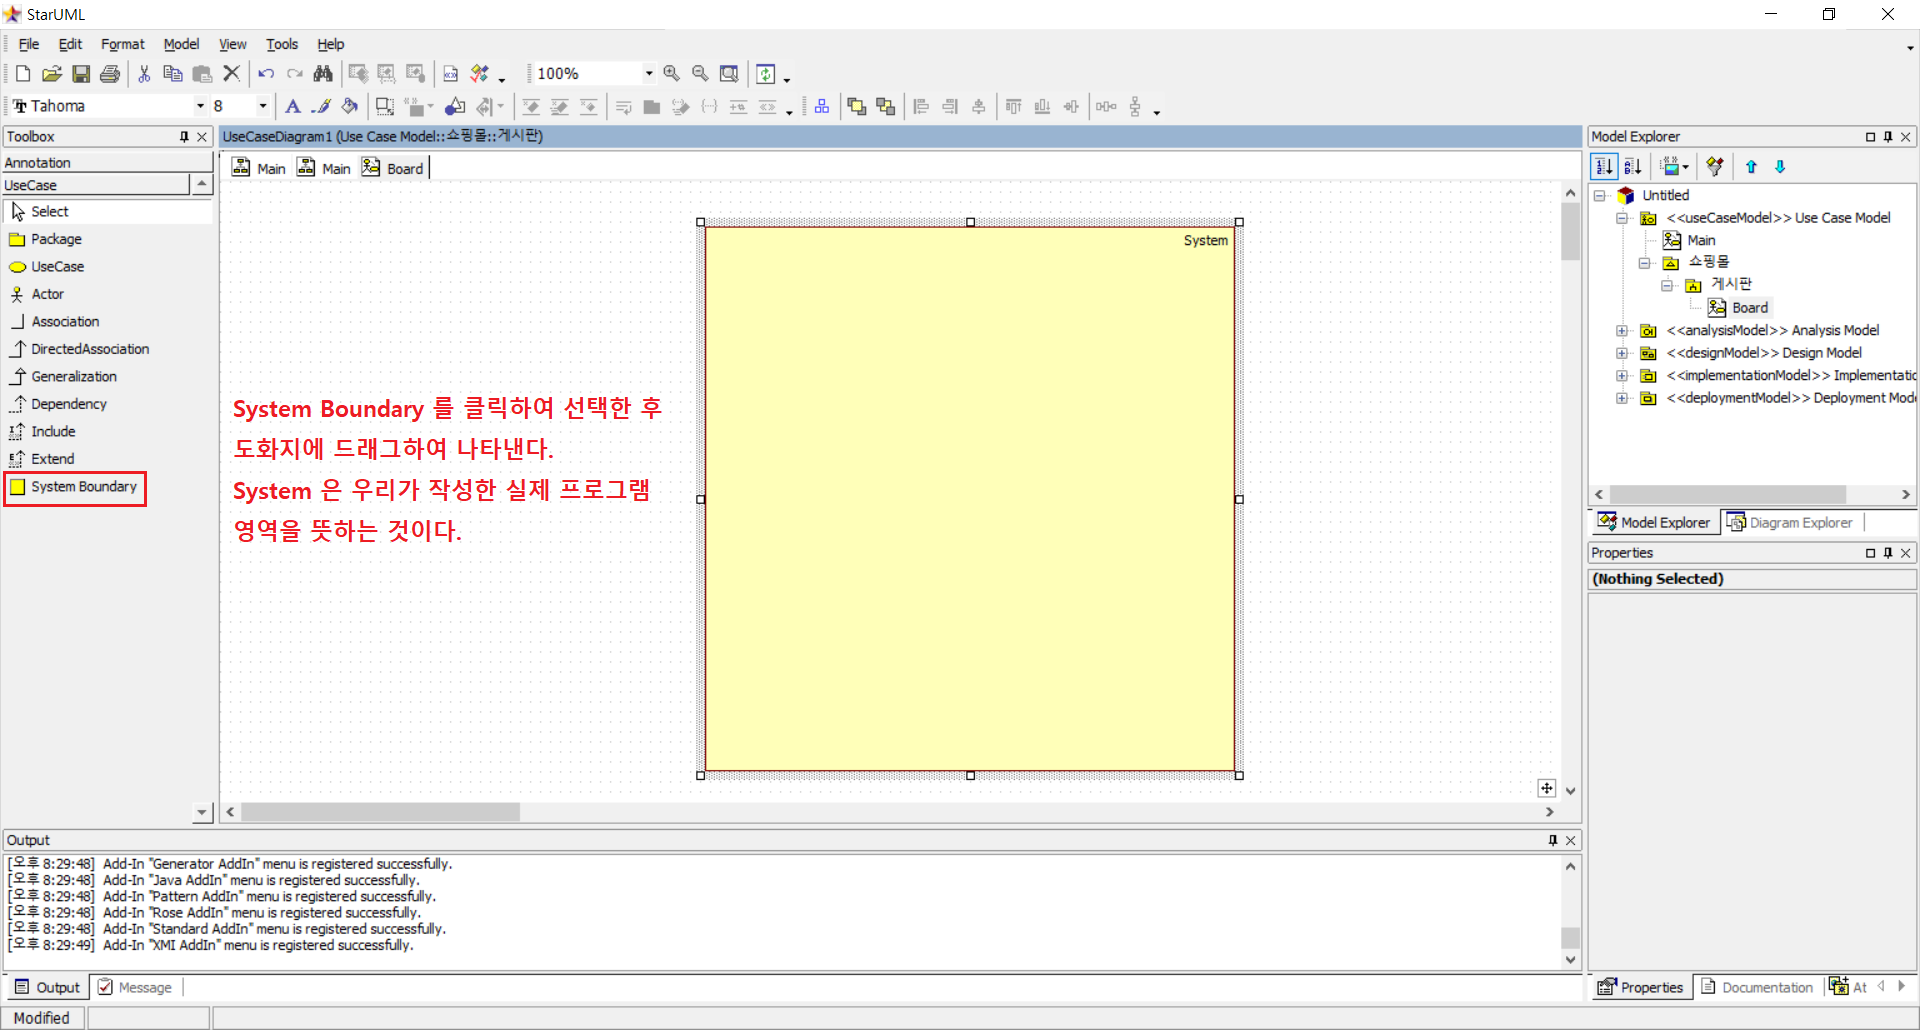 StarUML
File Edit Format Model View Tools Help
100%
Tahoma 8
Toolbox
Annotation
UseCase
Select
Package
UseCase
Actor
Association
DirectedAssociation
Generalization
Dependency
Include
Extend
System Boundary
UseCaseDiagram1 (Use Case Model::쇼핑몰::게시판)
Main Main Board
System
System Boundary 를 클릭하여 선택한 후
도화지에 드래그하여 나타낸다.
System 은 우리가 작성한 실제 프로그램
영역을 뜻하는 것이다.
Model Explorer
Untitled
<<useCaseModel>> Use Case Model
Main
쇼핑몰
게시판
Board
<<analysisModel>> Analysis Model
<<designModel>> Design Model
<<implementationModel>> Implementatic
<<deploymentModel>> Deployment Mode
Model Explorer Diagram Explorer
Properties
(Nothing Selected)
Output
[오후 8:29:48] Add-In "Generator AddIn" menu is registered successfully.
[오후 8:29:48] Add-In "Java AddIn" menu is registered successfully.
[오후 8:29:48] Add-In "Pattern AddIn" menu is registered successfully.
[오후 8:29:48] Add-In "Rose AddIn" menu is registered successfully.
[오후 8:29:48] Add-In "Standard AddIn" menu is registered successfully.
[오후 8:29:49] Add-In "XMI AddIn" menu is registered successfully.
Output Message
Properties Documentation At
Modified